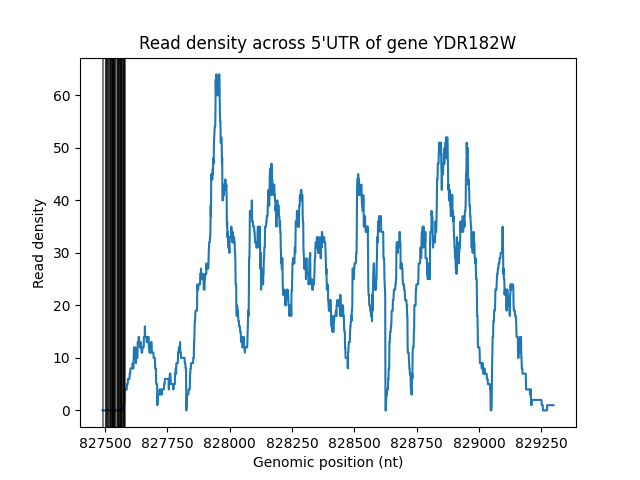 Read density across 5'UTR of gene YDR182W
60
50
40
30
20
10
0
Read density
827500 827750 828000 828250 828500 828750 829000 829250
Genomic position (nt)